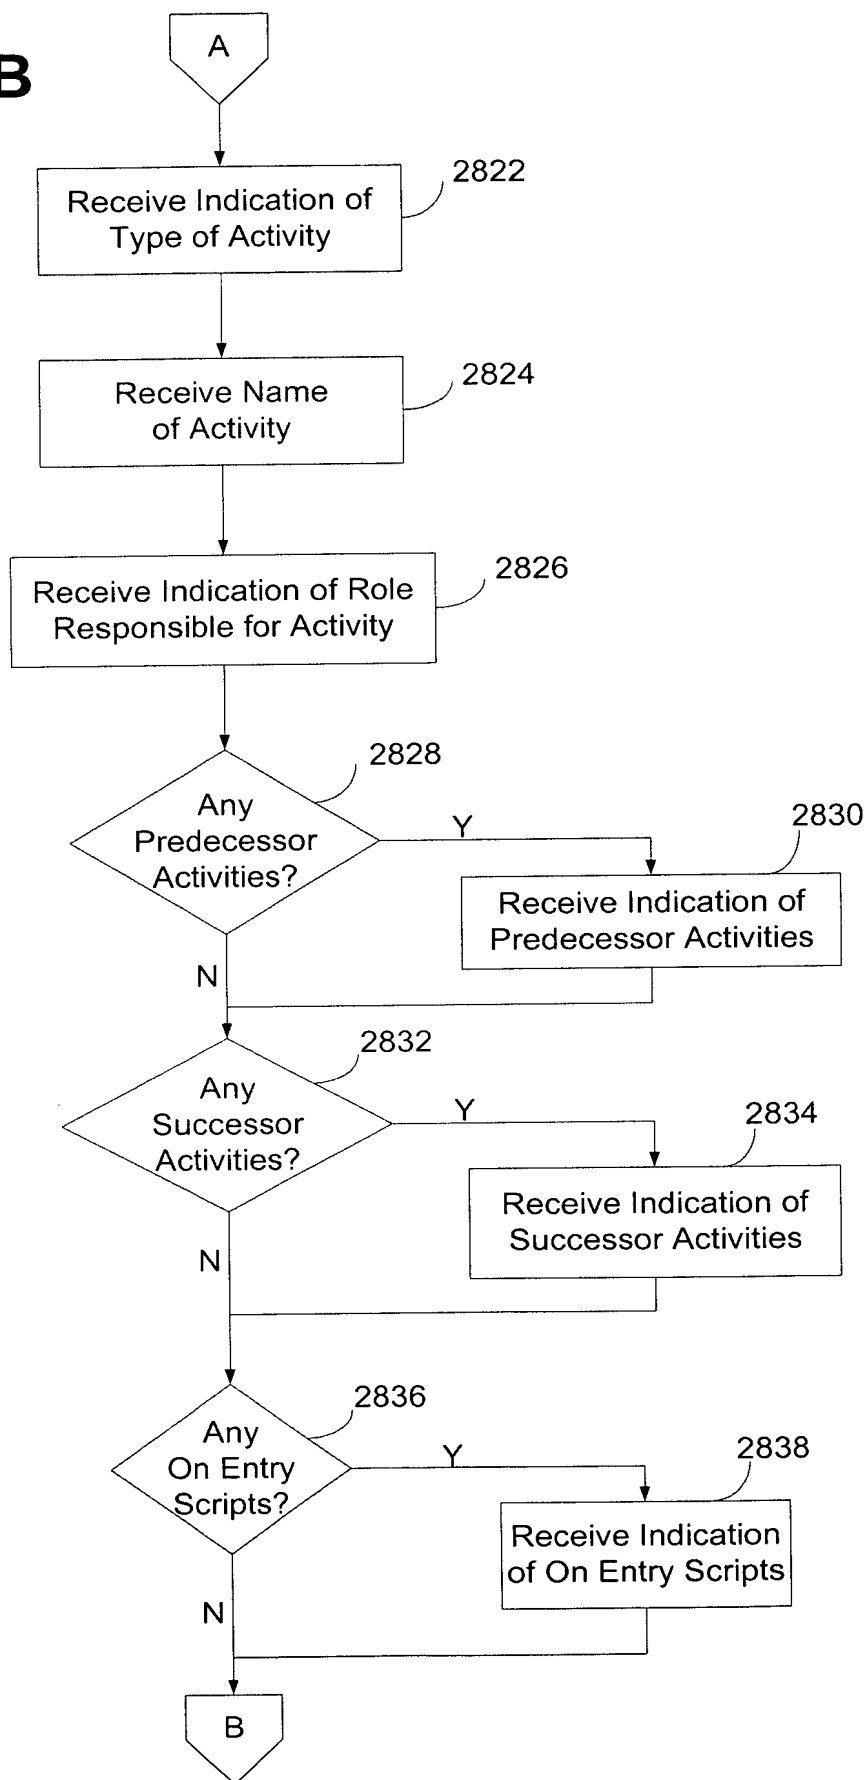 A
B
2822
Receive Indication of
Type of Activity
2824
Receive Name
of Activity
2826
Receive Indication of Role
Responsible for Activity
2828
Any
Predecessor
Activities?
Y
2830
Receive Indication of
Predecessor Activities
N
2832
Any
Successor
Activities?
Y
2834
Receive Indication of
Successor Activities
N
2836
Any
On Entry
Scripts?
Y
2838
Receive Indication
of On Entry Scripts
N
B